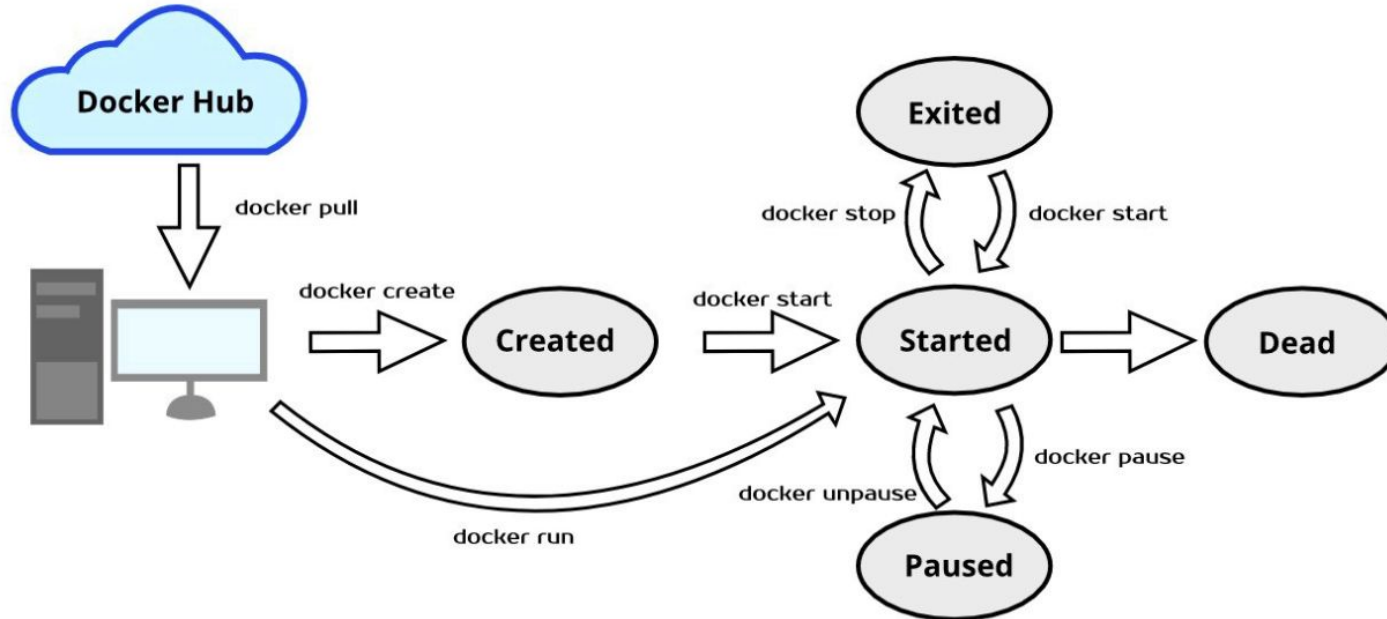 Docker Hub
docker pull
Exited
docker stop
docker start
docker create
Created
docker start
Started
Dead
docker run
docker unpause
docker pause
Paused